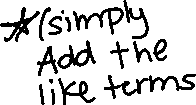 *(simply
Add the
like terms